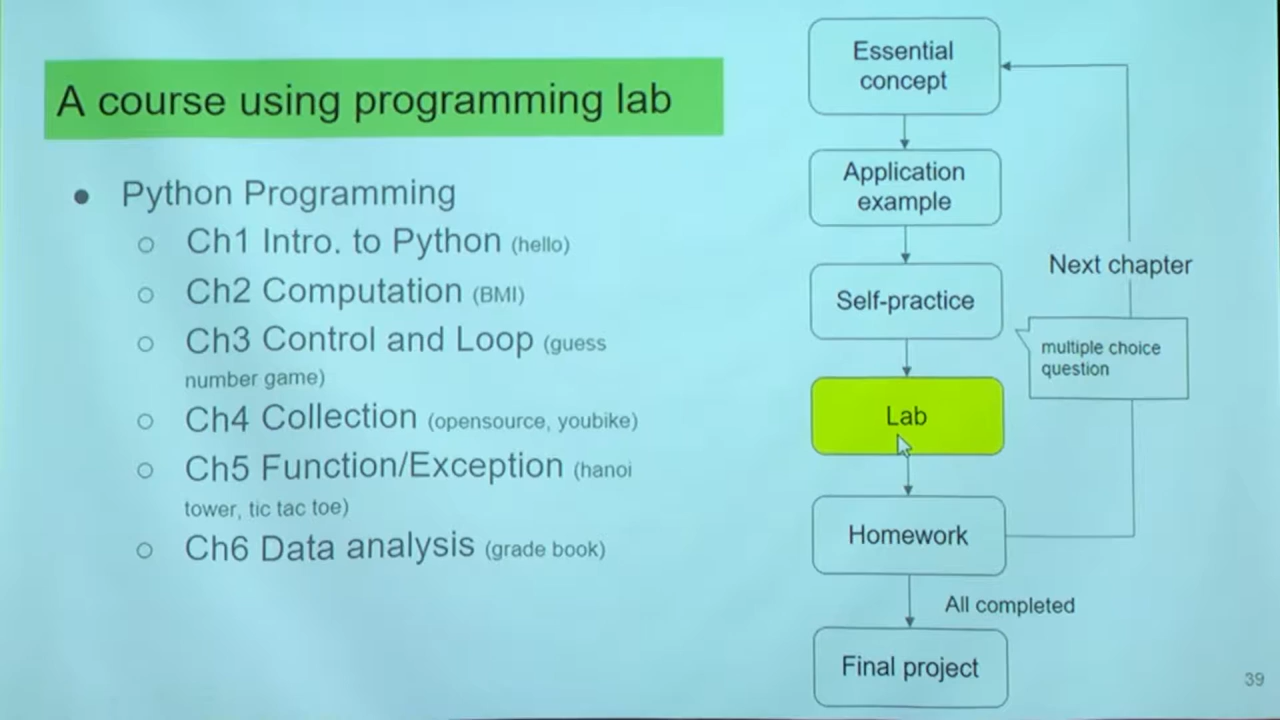 A course using programming lab
Python Programming
Ch1 Intro. to Python (hello)
Ch2 Computation (BMI)
Ch3 Control and Loop (guess
number game)
Ch4 Collection (opensource, youbike)
Ch5 Function/Exception (hanoi
tower, tic tac toe)
Ch6 Data analysis (grade book)
Essential
concept
Application
example
Self-practice
Next chapter
multiple choice
question
Lab
Homework
All completed
Final project
39